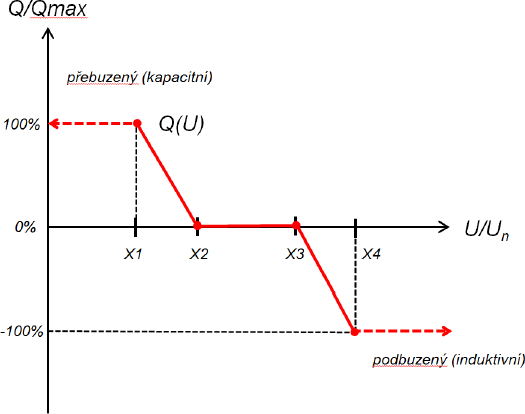 Q/Qmax
přebuzený (kapacitní)
100%
Q(U)
0%
U/Un
X1
X2
X3
X4
-100%
podbuzený (induktivní)